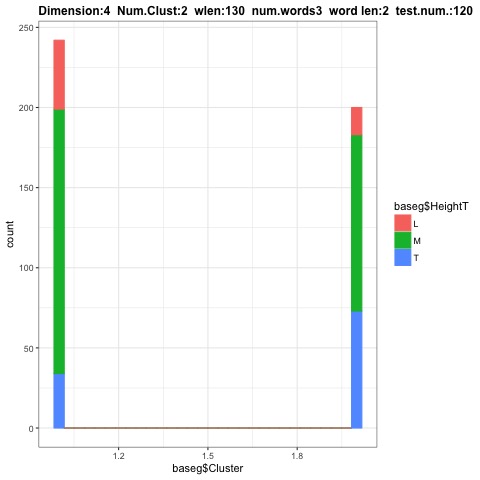 Dimension:4 Num.Clust:2 wlen:130 num.words3 word len:2 test.num.:120
250
200
150
100
50
0
count
1.2 1.5 1.8
baseg$Cluster
baseg$HeightT
L
M
T